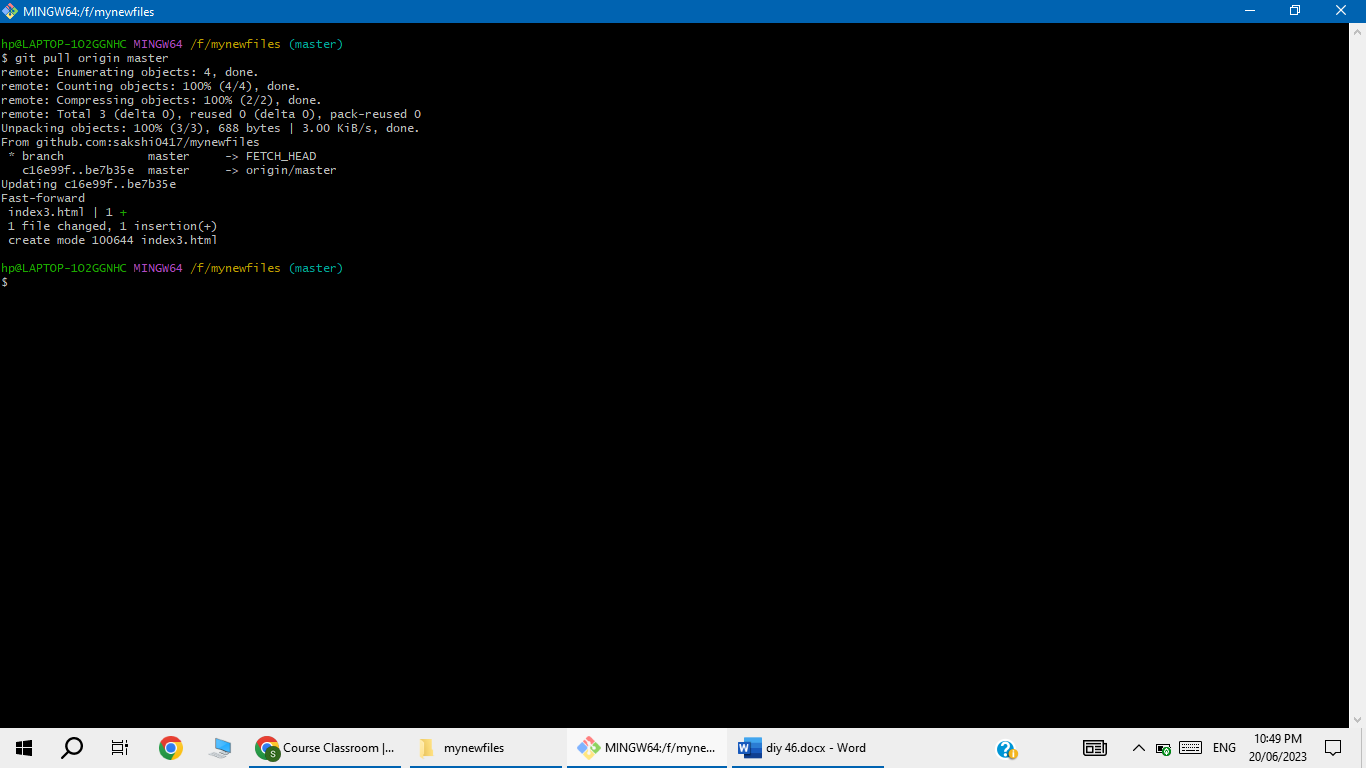 MINGW64:/f/mynewfiles
hp@LAPTOP-1O2GGNHC MINGW64 /f/mynewfiles (master)
$ git pull origin master
remote: Enumerating objects: 4, done.
remote: Counting objects: 100% (4/4), done.
remote: Compressing objects: 100% (2/2), done.
remote: Total 3 (delta 0), reused 0 (delta 0), pack-reused 0
Unpacking objects: 100% (3/3), 688 bytes | 3.00 KiB/s, done.
From github.com:sakshi0417/mynewfiles
 * branch            master     -> FETCH_HEAD
   c16e99f..be7b35e  master     -> origin/master
Updating c16e99f..be7b35e
Fast-forward
 index3.html | 1 +
 1 file changed, 1 insertion(+)
 create mode 100644 index3.html
hp@LAPTOP-1O2GGNHC MINGW64 /f/mynewfiles (master)
$
S
Course Classroom |...
mynewfiles
MINGW64:/f/myne...
W
diy 46.docx - Word
ENG
10:49 PM
20/06/2023